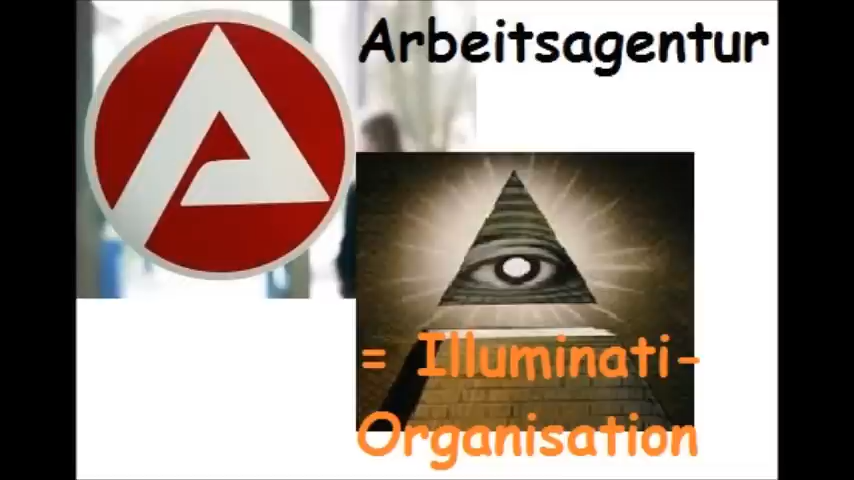 Arbeitsagentur
= Illuminati-
Organisation